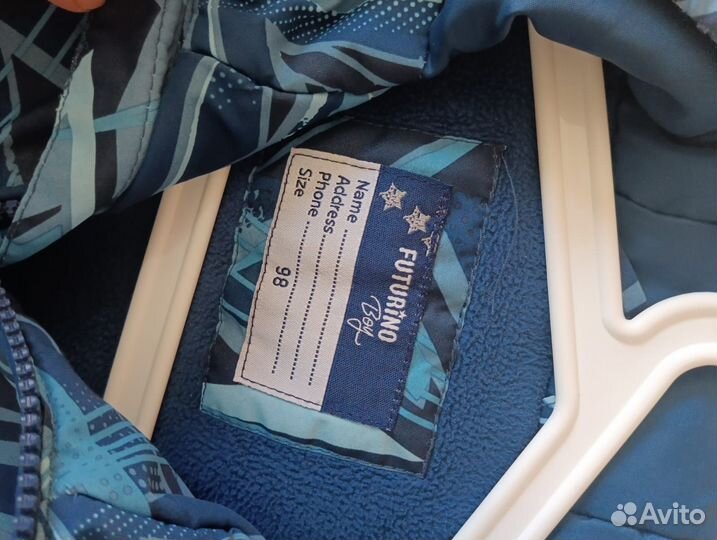 FUTURINO
Boy
Name ..........................
Address..........................
Phone ..........................
Size .............. 98 ..............
Avito